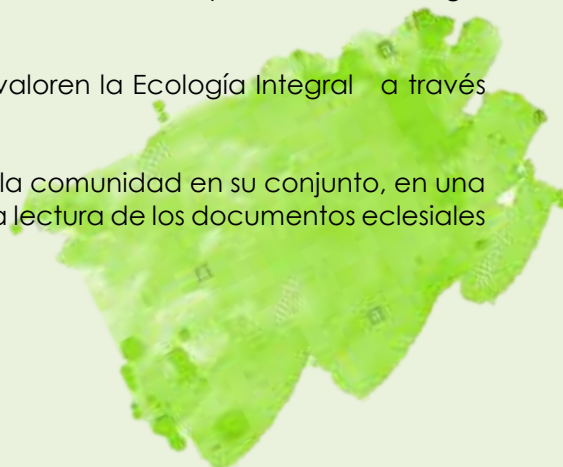 valoren la Ecología Integral a través
la comunidad en su conjunto, en una
a lectura de los documentos eclesiales